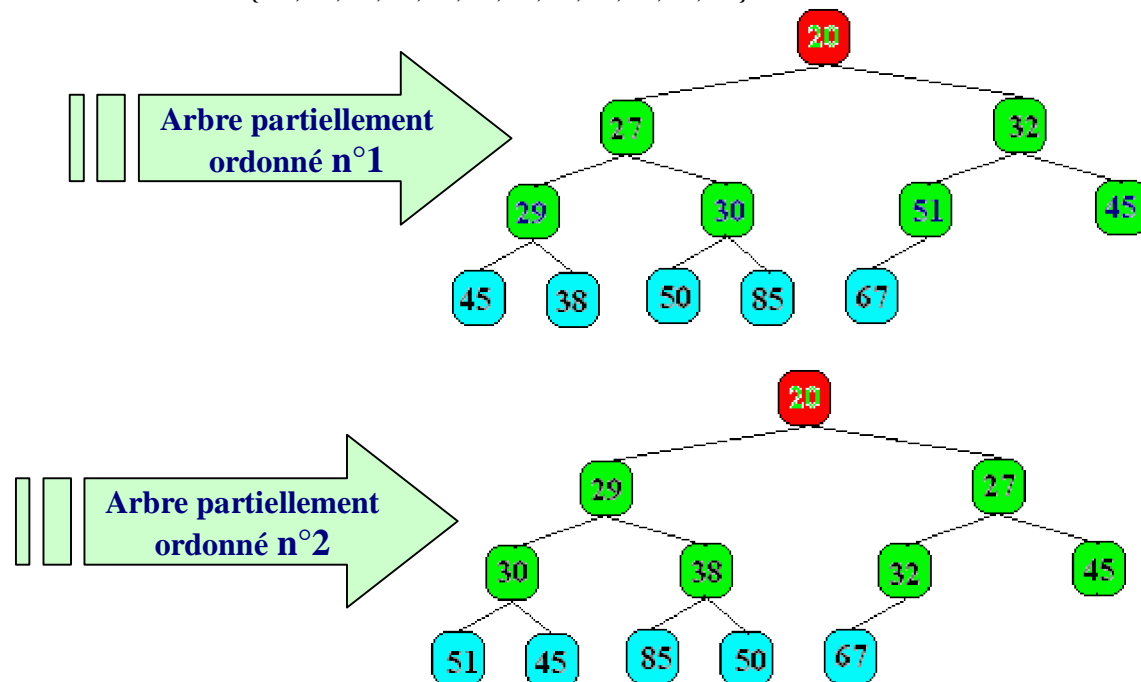 20
Arbre partiellement
ordonné n°1
27 32
29 30 51 45
45 38 50 85 67
20
Arbre partiellement
ordonné n°2
29 27
30 38 32 45
51 45 85 50 67